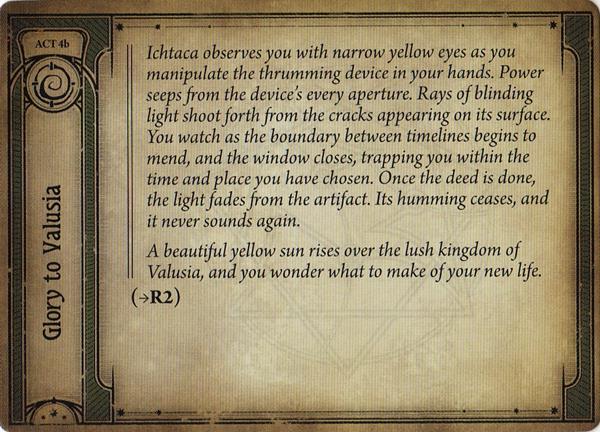 ACT 4b
Glory to Valusia
Ichtaca observes you with narrow yellow eyes as you
manipulate the thrumming device in your hands. Power
seeps from the device's every aperture. Rays of blinding
light shoot forth from the cracks appearing on its surface.
You watch as the boundary between timelines begins to
mend, and the window closes, trapping you within the
time and place you have chosen. Once the deed is done,
the light fades from the artifact. Its humming ceases, and
it never sounds again.
A beautiful yellow sun rises over the lush kingdom of
Valusia, and you wonder what to make of your new life.
(→R2)